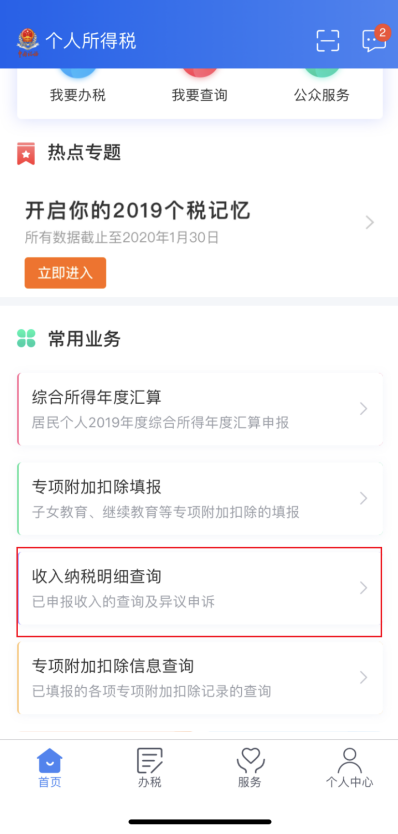 个人所得税
2
我要办税
我要查询
公众服务
热点专题
开启你的2019个税记忆
所有数据截止至2020年1月30日
立即进入
常用业务
综合所得年度汇算
居民个人2019年度综合所得年度汇算申报
专项附加扣除填报
子女教育、继续教育等专项附加扣除的填报
收入纳税明细查询
已申报收入的查询及异议申诉
专项附加扣除信息查询
已填报的各项专项附加扣除记录的查询
首页
办税
服务
个人中心